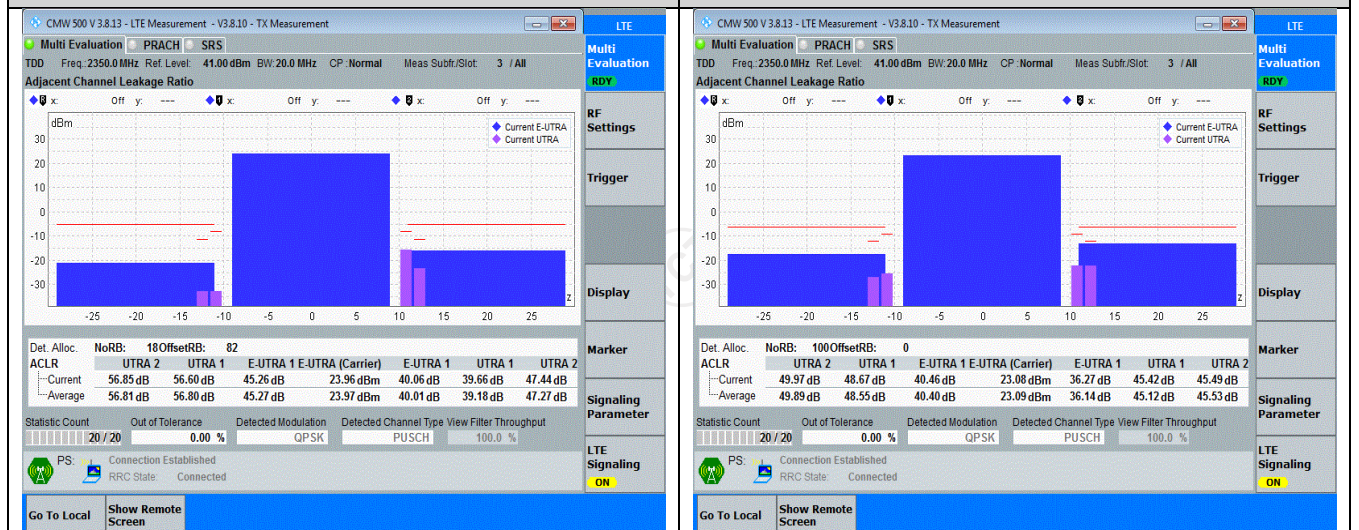 CMW 500 V 3.8.13 - LTE Measurement - V3.8.10 - TX Measurement
LTE
Multi Evaluation PRACH SRS
Multi
Evaluation
RDY
TDD Freq.:2350.0 MHz Ref. Level: 41.00 dBm BW:20.0 MHz CP :Normal Meas Subfr./Slot: 3 / All
Adjacent Channel Leakage Ratio
x: Off y: --- x: Off y: --- x: Off y: ---
RF
Settings
dBm
Current E-UTRA
Current UTRA
30
20
10
0
-10
-20
-30
z
-25 -20 -15 -10 -5 0 5 10 15 20 25
Trigger
Display
Det. Alloc. NoRB: 18OffsetRB: 82
ACLR UTRA 2 UTRA 1 E-UTRA 1 E-UTRA (Carrier) E-UTRA 1 UTRA 1 UTRA 2
Current 56.85 dB 56.60 dB 45.26 dB 23.96 dBm 40.06 dB 39.66 dB 47.44 dB
Average 56.81 dB 56.80 dB 45.27 dB 23.97 dBm 40.01 dB 39.18 dB 47.27 dB
Marker
Signaling
Parameter
Statistic Count Out of Tolerance Detected Modulation Detected Channel Type View Filter Throughput
20 / 20 0.00 % QPSK PUSCH 100.0 %
PS: Connection Established
RRC State: Connected
LTE
Signaling
ON
Go To Local
Show Remote
Screen
CMW 500 V 3.8.13 - LTE Measurement - V3.8.10 - TX Measurement
LTE
Multi Evaluation PRACH SRS
Multi
Evaluation
RDY
TDD Freq.:2350.0 MHz Ref. Level: 41.00 dBm BW:20.0 MHz CP :Normal Meas Subfr./Slot: 3 / All
Adjacent Channel Leakage Ratio
x: Off y: --- x: Off y: --- x: Off y: ---
RF
Settings
dBm
Current E-UTRA
Current UTRA
30
20
10
0
-10
-20
-30
z
-25 -20 -15 -10 -5 0 5 10 15 20 25
Trigger
Display
Det. Alloc. NoRB: 100OffsetRB: 0
ACLR UTRA 2 UTRA 1 E-UTRA 1 E-UTRA (Carrier) E-UTRA 1 UTRA 1 UTRA 2
Current 49.97 dB 48.67 dB 40.46 dB 23.08 dBm 36.27 dB 45.42 dB 45.49 dB
Average 49.89 dB 48.55 dB 40.40 dB 23.09 dBm 36.14 dB 45.12 dB 45.53 dB
Marker
Signaling
Parameter
Statistic Count Out of Tolerance Detected Modulation Detected Channel Type View Filter Throughput
20 / 20 0.00 % QPSK PUSCH 100.0 %
PS: Connection Established
RRC State: Connected
LTE
Signaling
ON
Go To Local
Show Remote
Screen